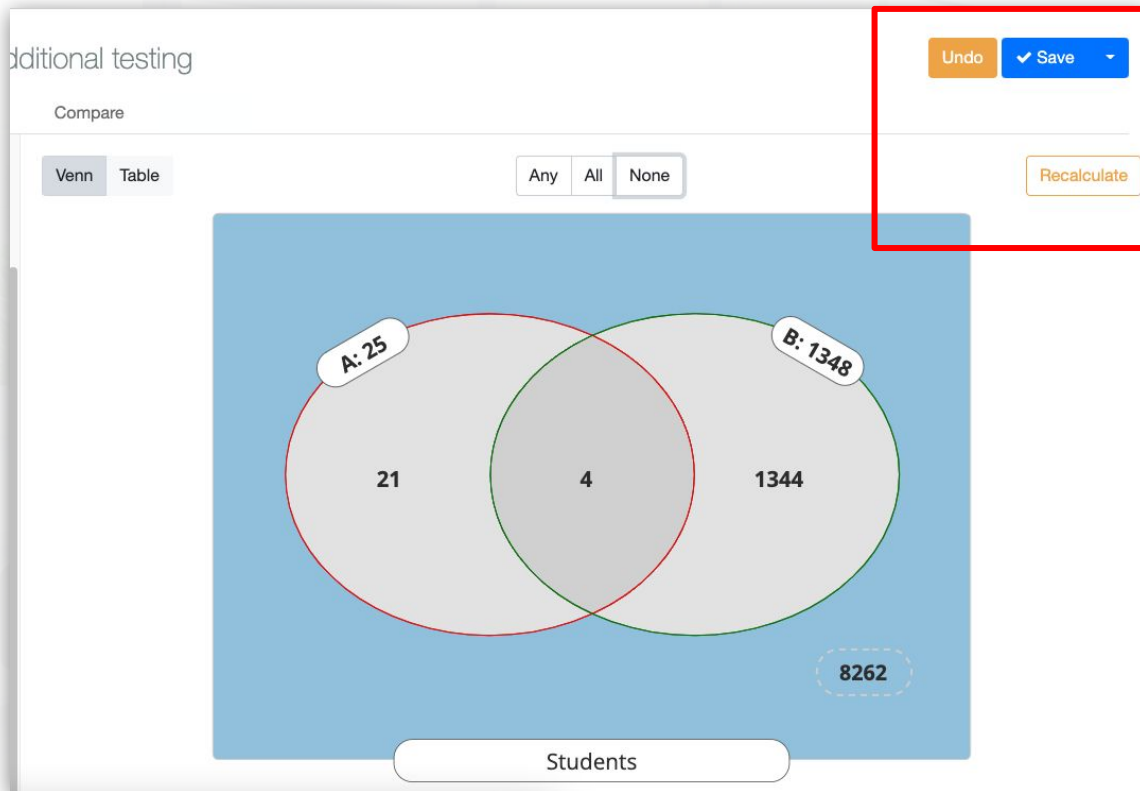 dditional testing
Undo
Save
Compare
Venn Table
Any All None
Recalculate
A: 25
B: 1348
21
4
1344
8262
Students